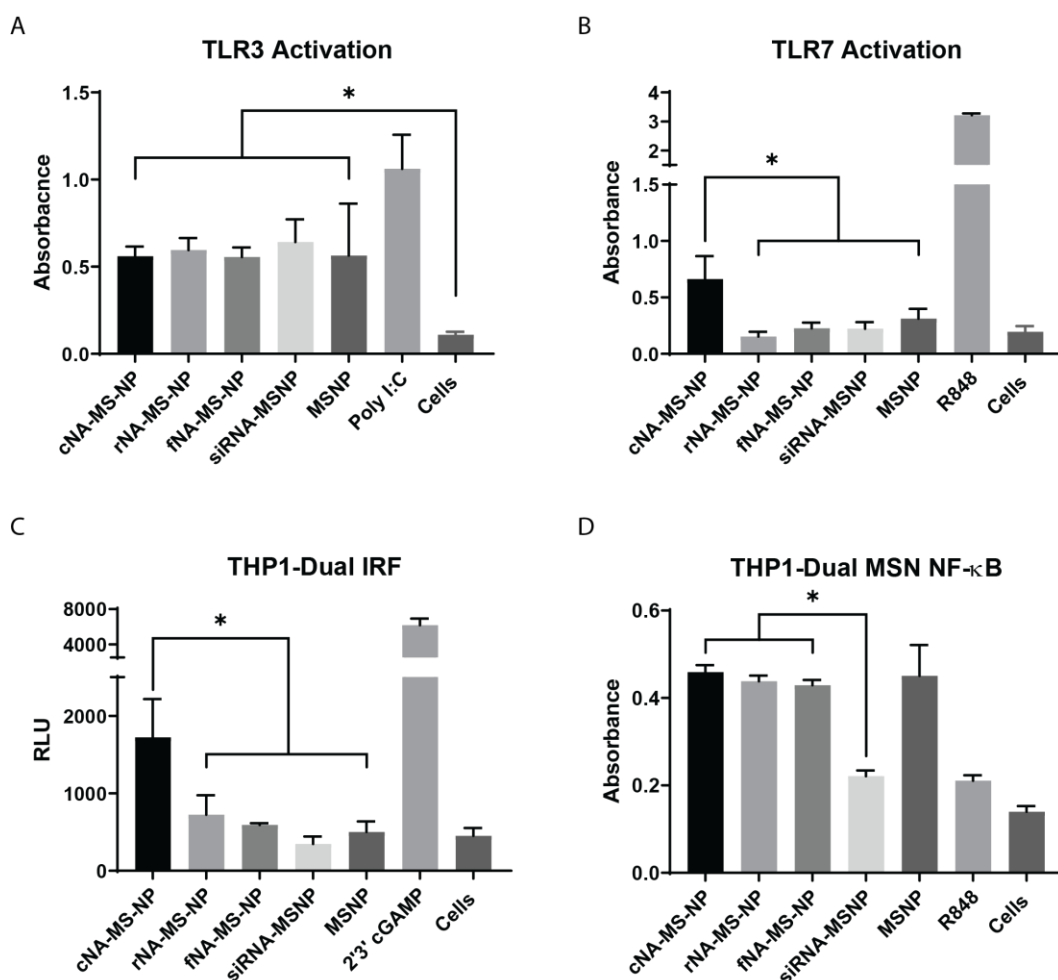 A
TLR3 Activation
Absorbacnce
1.5
1.0
0.5
0.0
*
cNA-MS-NP
rNA-MS-NP
fNA-MS-NP
siRNA-MSNP
MSNP
Poly I:C
Cells
B
TLR7 Activation
Absorbance
4
3
2
1.5
1.0
0.5
0.0
*
cNA-MS-NP
rNA-MS-NP
fNA-MS-NP
siRNA-MSNP
MSNP
R848
Cells
C
THP1-Dual IRF
RLU
8000
4000
2000
1000
0
*
cNA-MS-NP
rNA-MS-NP
fNA-MS-NP
siRNA-MSNP
MSNP
2'3' cGAMP
Cells
D
THP1-Dual MSN NF-κB
Absorbance
0.6
0.4
0.2
0.0
*
cNA-MS-NP
rNA-MS-NP
fNA-MS-NP
siRNA-MSNP
MSNP
R848
Cells